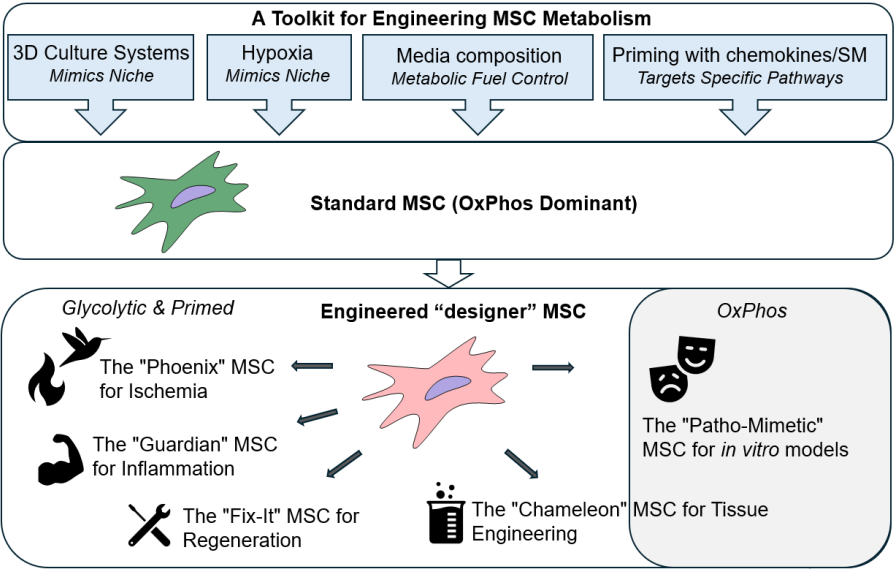 A Toolkit for Engineering MSC Metabolism
3D Culture Systems
Mimics Niche
Hypoxia
Mimics Niche
Media composition
Metabolic Fuel Control
Priming with chemokines/SM
Targets Specific Pathways
Standard MSC (OxPhos Dominant)
Glycolytic & Primed
Engineered “designer” MSC
OxPhos
The "Phoenix" MSC
for Ischemia
The "Guardian" MSC
for Inflammation
The "Fix-It" MSC for
Regeneration
The "Chameleon" MSC for Tissue
Engineering
The "Patho-Mimetic"
MSC for in vitro models